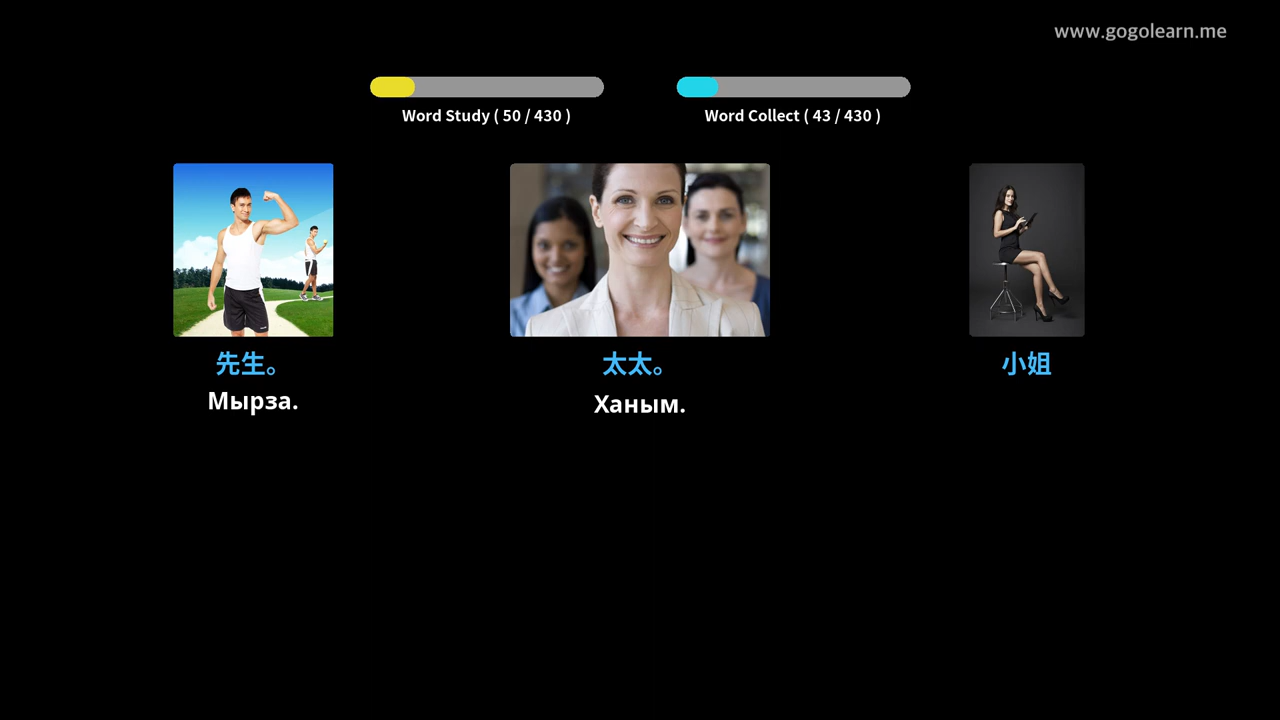 www.gogolearn.me
Word Study ( 50 / 430 )
Word Collect ( 43 / 430 )
先生。
太太。
小姐
Мырза.
Ханым.